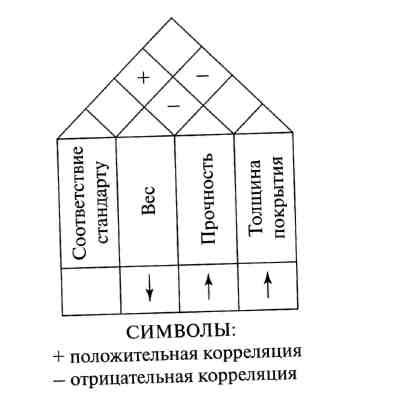 + −
−
Соответствие
стандарту
Вес
Прочность
Толщина
покрытия
↓ ↑ ↑
СИМВОЛЫ:
+ положительная корреляция
− отрицательная корреляция